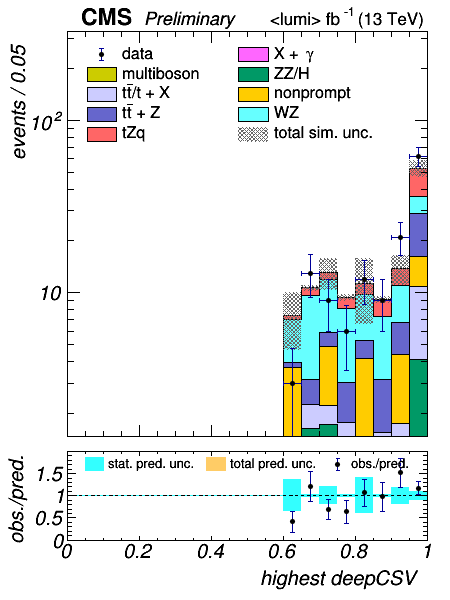 CMS Preliminary <lumi> fb⁻¹ (13 TeV)
events / 0.05
data
multiboson
tt̄/t + X
tt̄ + Z
tZq
X + γ
ZZ/H
nonprompt
WZ
total sim. unc.
10²
10
obs./pred.
stat. pred. unc. total pred. unc. obs./pred.
1.5
1
0.5
0
0 0.2 0.4 0.6 0.8 1
highest deepCSV